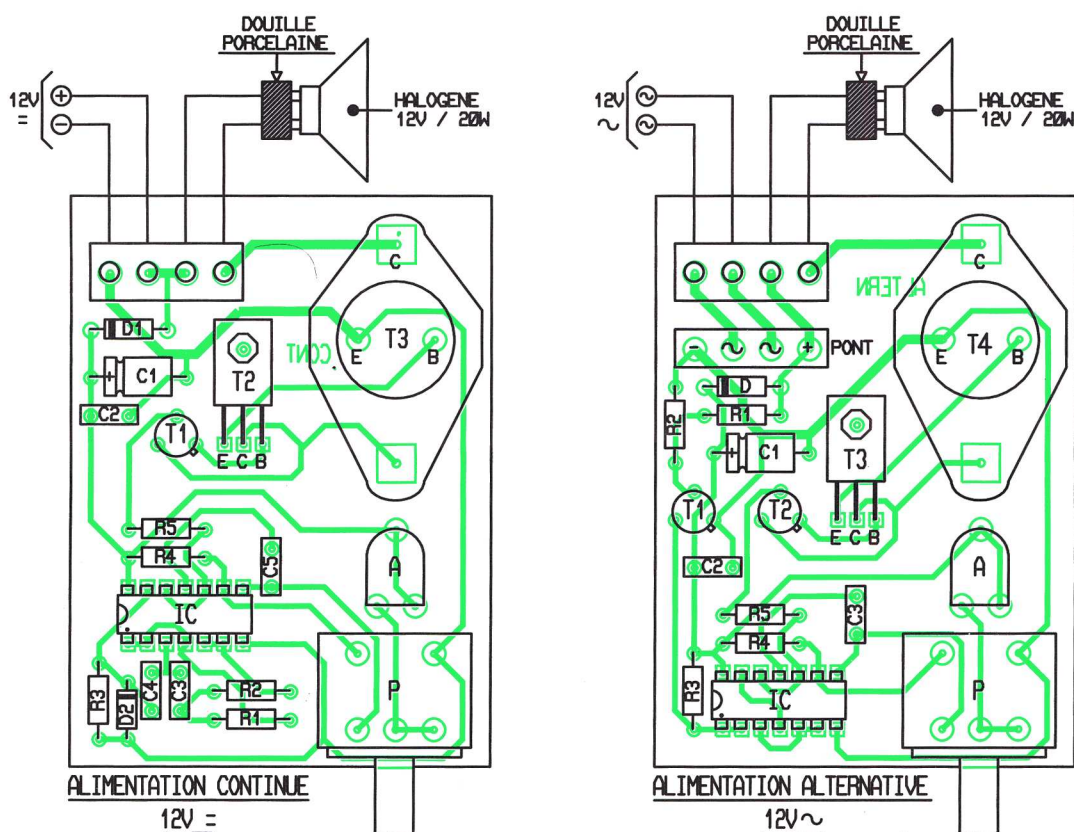 DOUILLE
PORCELAINE
12V
=
+
−
HALOGENE
12V / 20W
C
D1
T3
E
B
CONT
C1
T2
C2
T1
E C B
R5
R4
C5
A
IC
R3
D2
C4
C3
R2
R1
P
ALIMENTATION CONTINUE
12V =
DOUILLE
PORCELAINE
12V
~
~
~
HALOGENE
12V / 20W
C
ALTERN
T4
E
B
- ~ ~ + PONT
D
R1
R2
C1
T3
T1
T2
E C B
C2
A
R5
R4
C3
R3
IC
P
ALIMENTATION ALTERNATIVE
12V ~